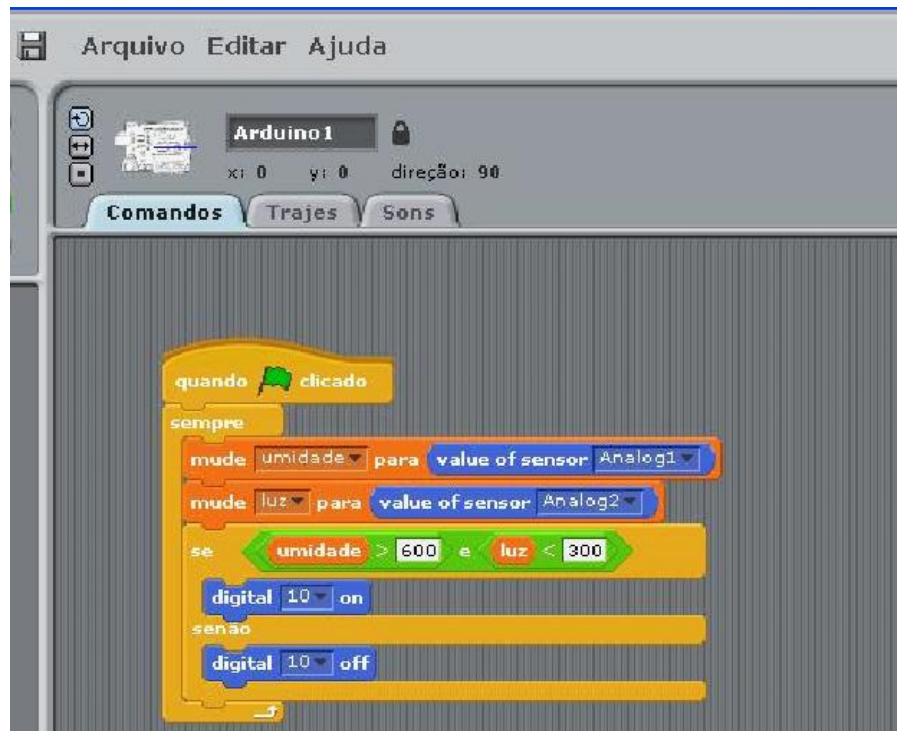 Arquivo Editar Ajuda
Arduino1
x: 0 y: 0 direção: 90
Comandos Trajes Sons
quando clicado
sempre
mude umidade para value of sensor Analog1
mude luz para value of sensor Analog2
se umidade > 600 e luz < 300
digital 10 on
senão
digital 10 off